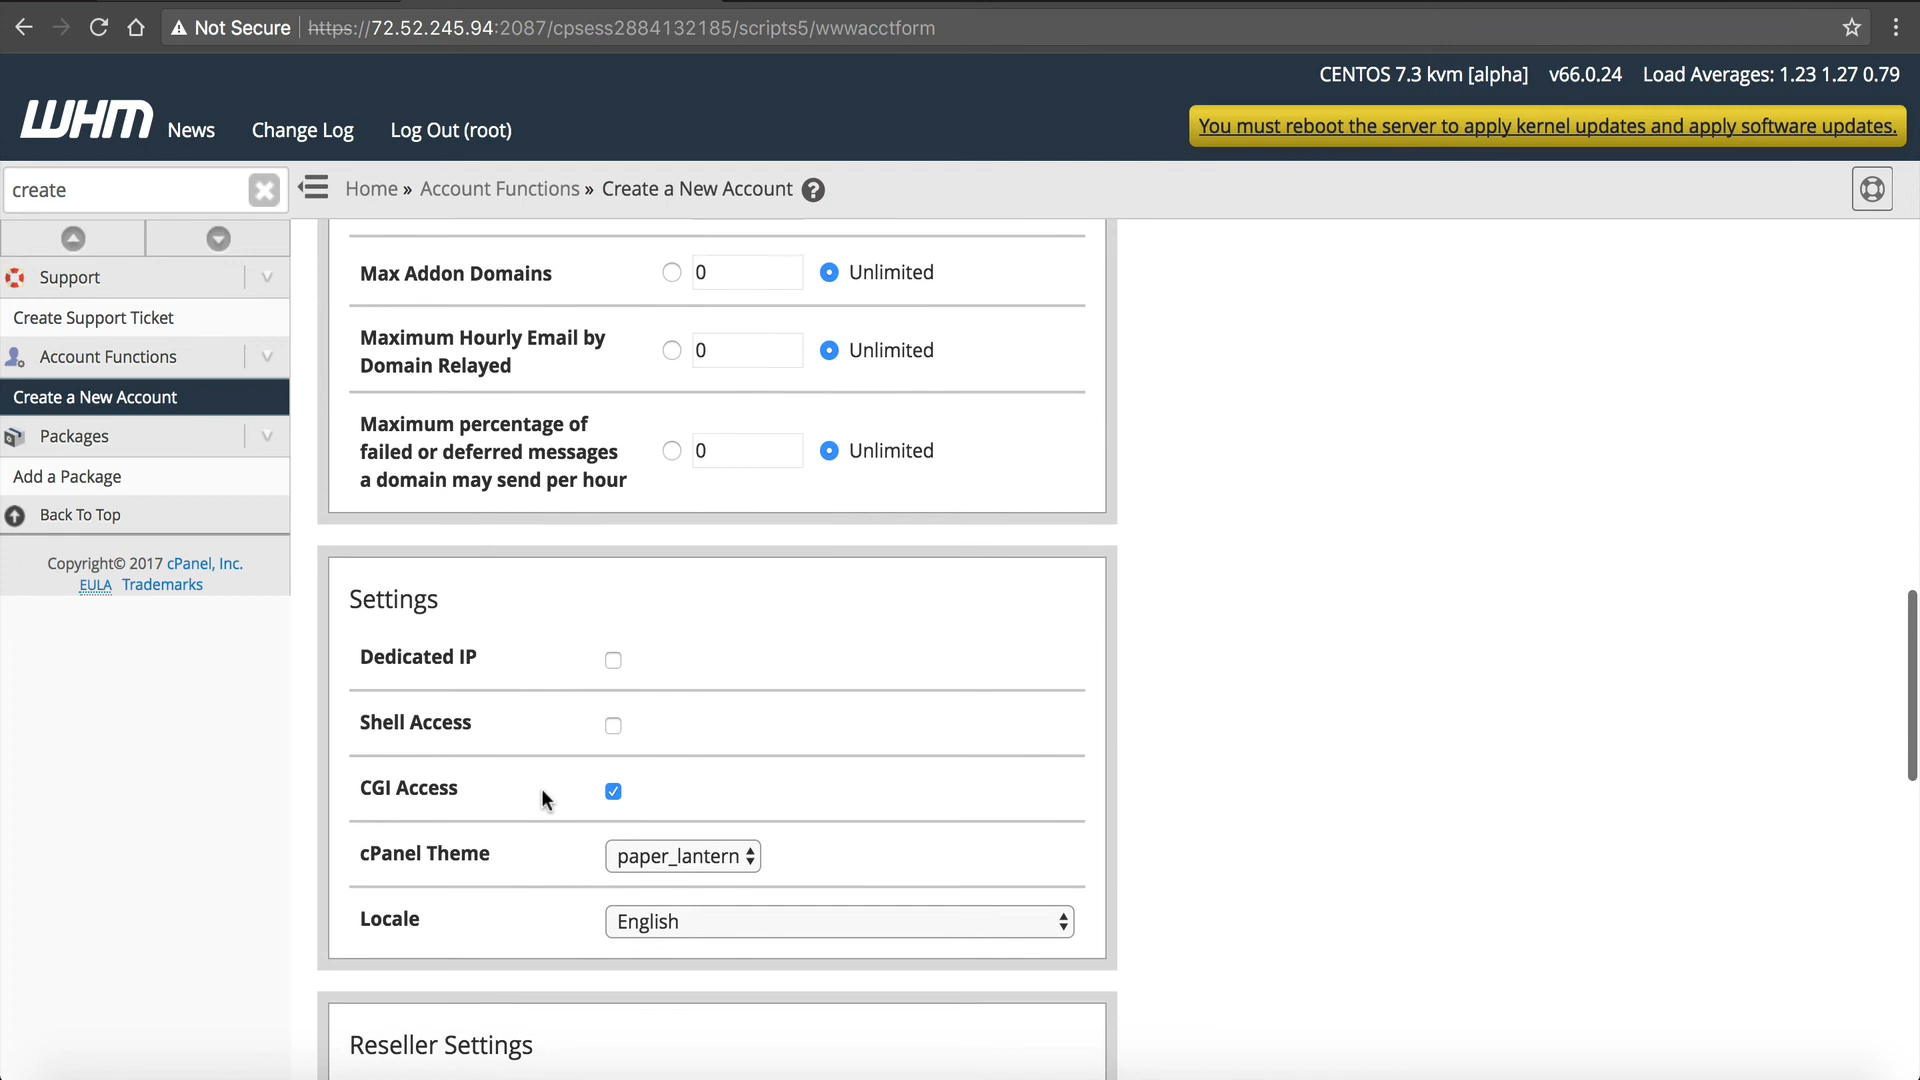 Not Secure https://72.52.245.94:2087/cpsess2884132185/scripts5/wwwacctform
CENTOS 7.3 kvm [alpha] v66.0.24 Load Averages: 1.23 1.27 0.79
WHM News Change Log Log Out (root)
You must reboot the server to apply kernel updates and apply software updates.
create
Home » Account Functions » Create a New Account
Support
Create Support Ticket
Account Functions
Create a New Account
Packages
Add a Package
Back To Top
Copyright© 2017 cPanel, Inc.
EULA Trademarks
Max Addon Domains 0 Unlimited
Maximum Hourly Email by
Domain Relayed
0 Unlimited
Maximum percentage of
failed or deferred messages
a domain may send per hour
0 Unlimited
Settings
Dedicated IP
Shell Access
CGI Access
cPanel Theme paper_lantern
Locale English
Reseller Settings